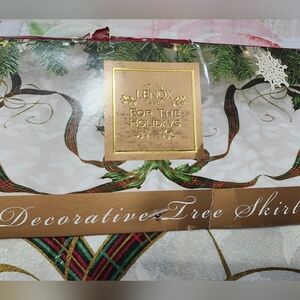 LENOX
FOR THE
HOLIDAYS
Decorative Tree Skirt